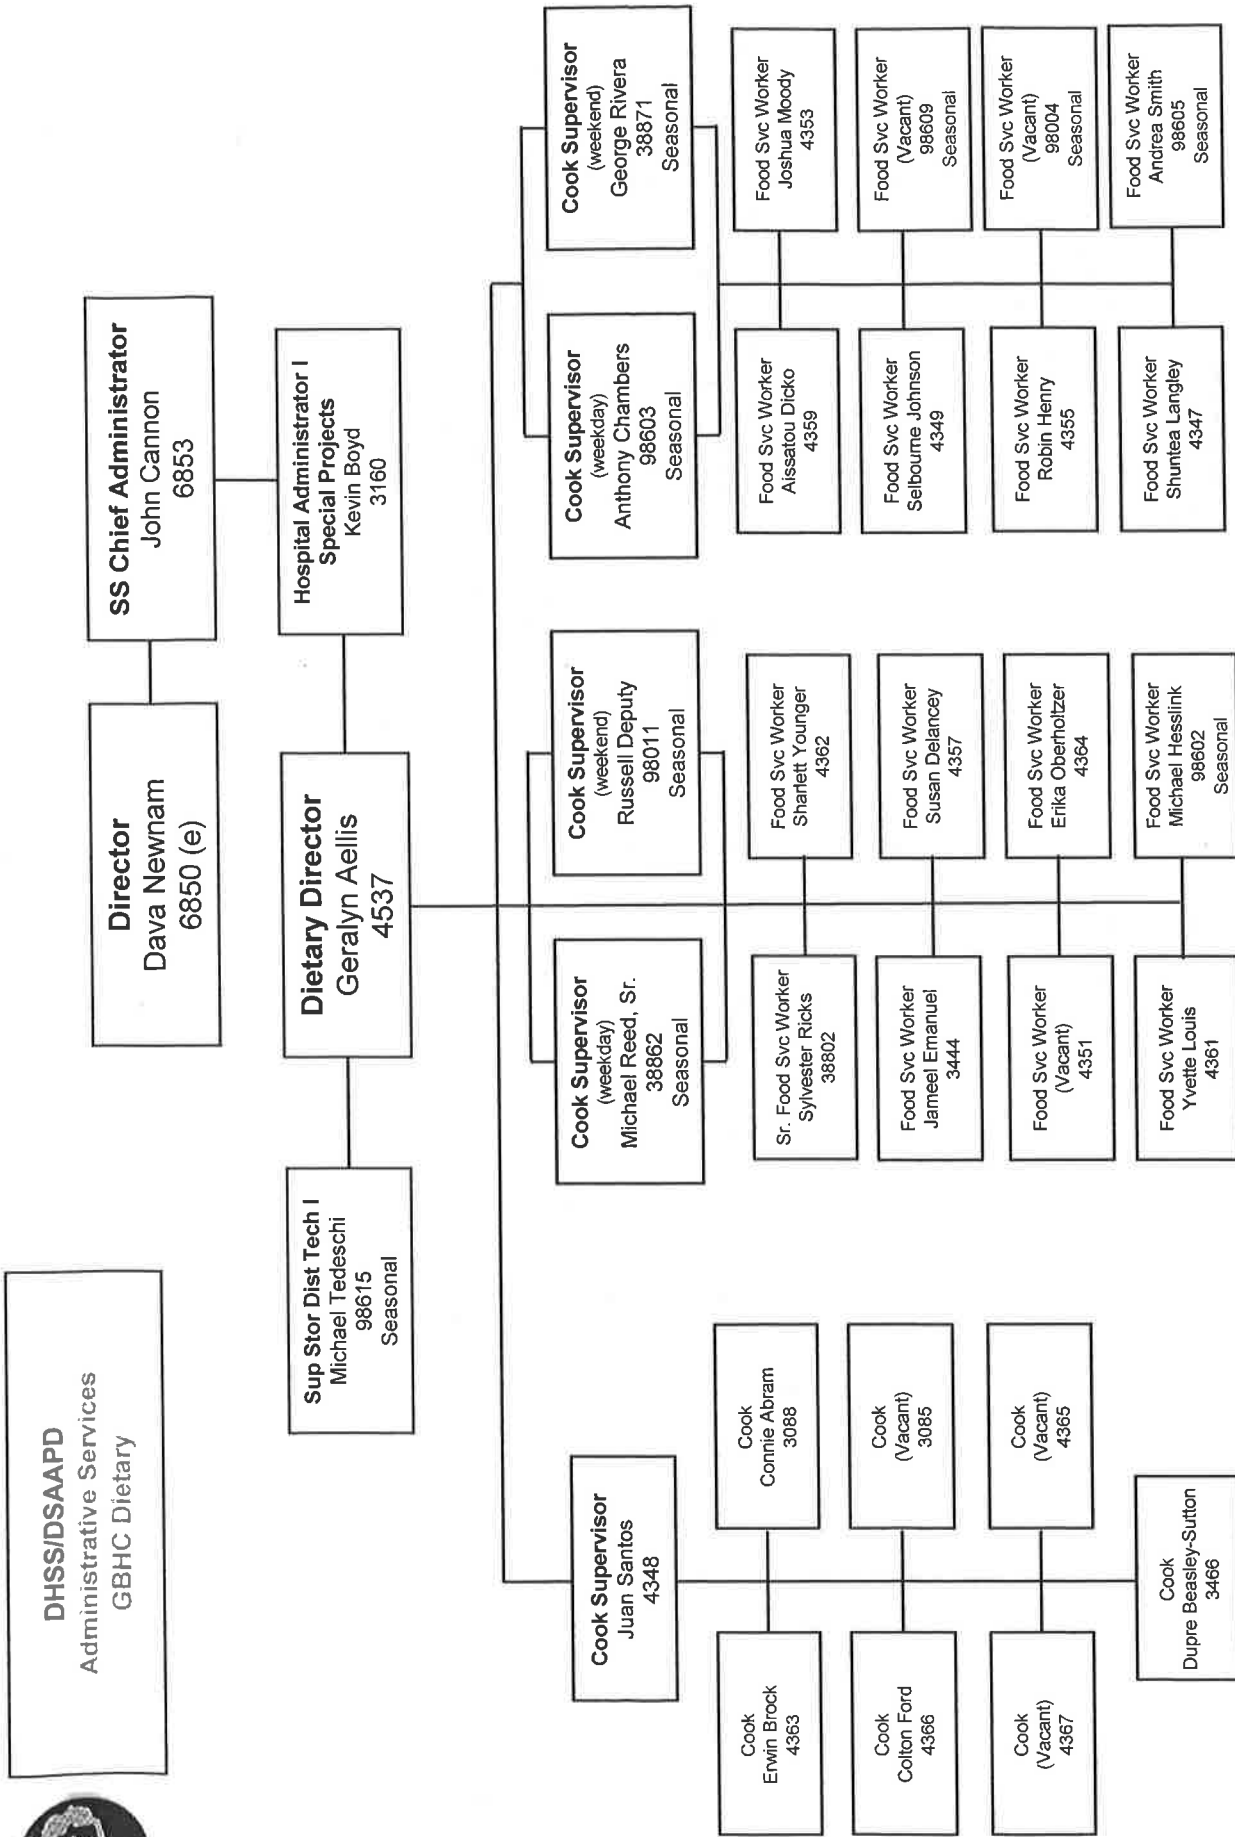 DHSS/DSAAPD
Administrative Services
GBHC Dietary
Director
Dava Newnam
6850 (e)
SS Chief Administrator
John Cannon
6853
Sup Stor Dist Tech I
Michael Tedeschi
98615
Seasonal
Dietary Director
Geralyn Aellis
4537
Hospital Administrator I
Special Projects
Kevin Boyd
3160
Cook Supervisor
Juan Santos
4348
Cook Supervisor
(weekday)
Michael Reed, Sr.
38862
Seasonal
Cook Supervisor
(weekend)
Russell Deputy
98011
Seasonal
Cook Supervisor
(weekday)
Anthony Chambers
98603
Seasonal
Cook Supervisor
(weekend)
George Rivera
38871
Seasonal
Cook
Erwin Brock
4363
Cook
Connie Abram
3088
Cook
Colton Ford
4366
Cook
(Vacant)
3085
Cook
(Vacant)
4367
Cook
(Vacant)
4365
Cook
Dupre Beasley-Sutton
3466
Sr. Food Svc Worker
Sylvester Ricks
38802
Food Svc Worker
Sharlett Younger
4362
Food Svc Worker
Jameel Emanuel
3444
Food Svc Worker
Susan Delancey
4357
Food Svc Worker
(Vacant)
4351
Food Svc Worker
Erika Oberholtzer
4364
Food Svc Worker
Yvette Louis
4361
Food Svc Worker
Michael Hesslink
98602
Seasonal
Food Svc Worker
Aissatou Dicko
4359
Food Svc Worker
Joshua Moody
4353
Food Svc Worker
Selbourne Johnson
4349
Food Svc Worker
(Vacant)
98609
Seasonal
Food Svc Worker
Robin Henry
4355
Food Svc Worker
(Vacant)
98004
Seasonal
Food Svc Worker
Shuntea Langley
4347
Food Svc Worker
Andrea Smith
98605
Seasonal